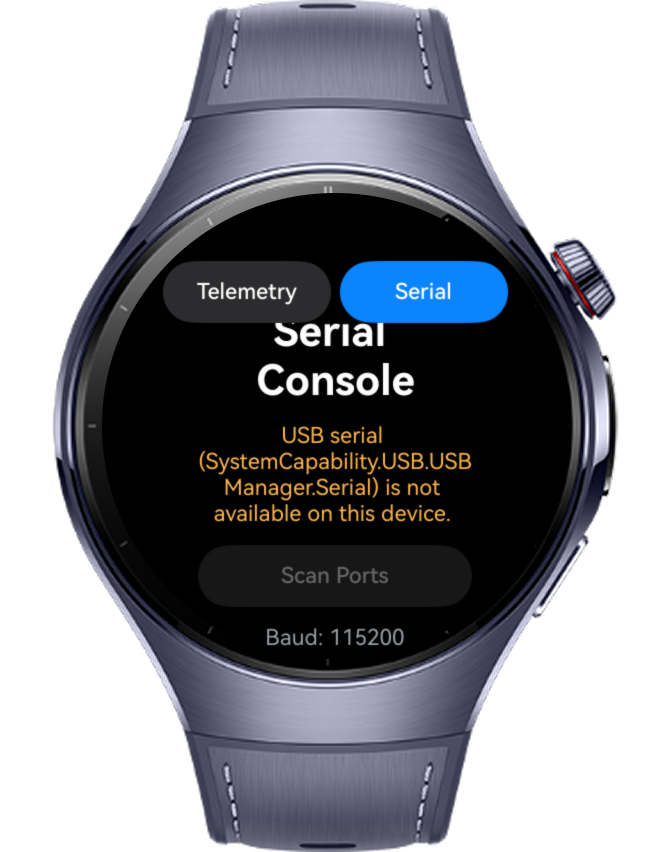 Telemetry
Serial
Serial
Console
USB serial
(SystemCapability.USB.USB
Manager.Serial) is not
available on this device.
Scan Ports
Baud: 115200